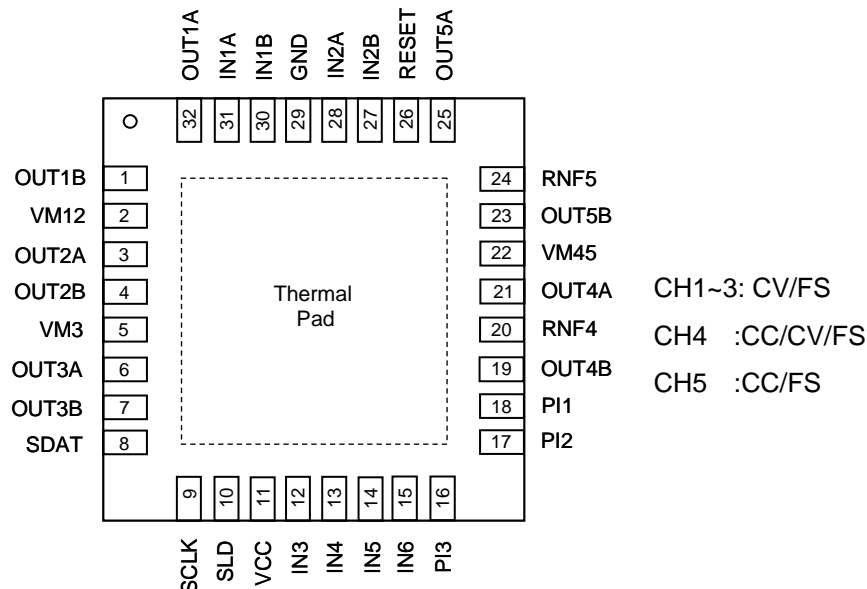 OUT1A
IN1A
IN1B
GND
IN2A
IN2B
RESET
OUT5A
32
31
30
29
28
27
26
25
OUT1B 1
VM12 2
OUT2A 3
OUT2B 4
VM3 5
OUT3A 6
OUT3B 7
SDAT 8
Thermal
Pad
24 RNF5
23 OUT5B
22 VM45
21 OUT4A
20 RNF4
19 OUT4B
18 PI1
17 PI2
CH1~3: CV/FS
CH4 :CC/CV/FS
CH5 :CC/FS
9
10
11
12
13
14
15
16
SCLK
SLD
VCC
IN3
IN4
IN5
IN6
PI3